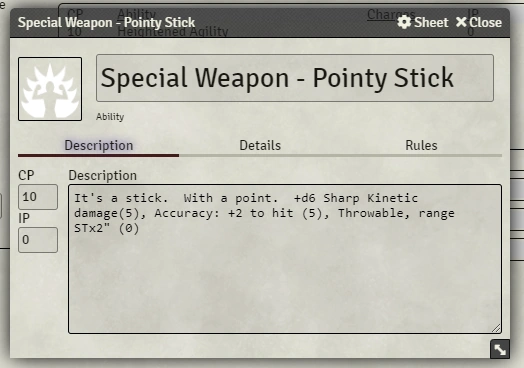 e
CP Ability Charges IP
10 Heightened Agility 0
Special Weapon - Pointy Stick Sheet Close
Special Weapon - Pointy Stick
Ability
Description Details Rules
CP Description
10
IP
0
It's a stick.  With a point.  +d6 Sharp Kinetic
damage(5), Accuracy: +2 to hit (5), Throwable, range
STx2" (0)